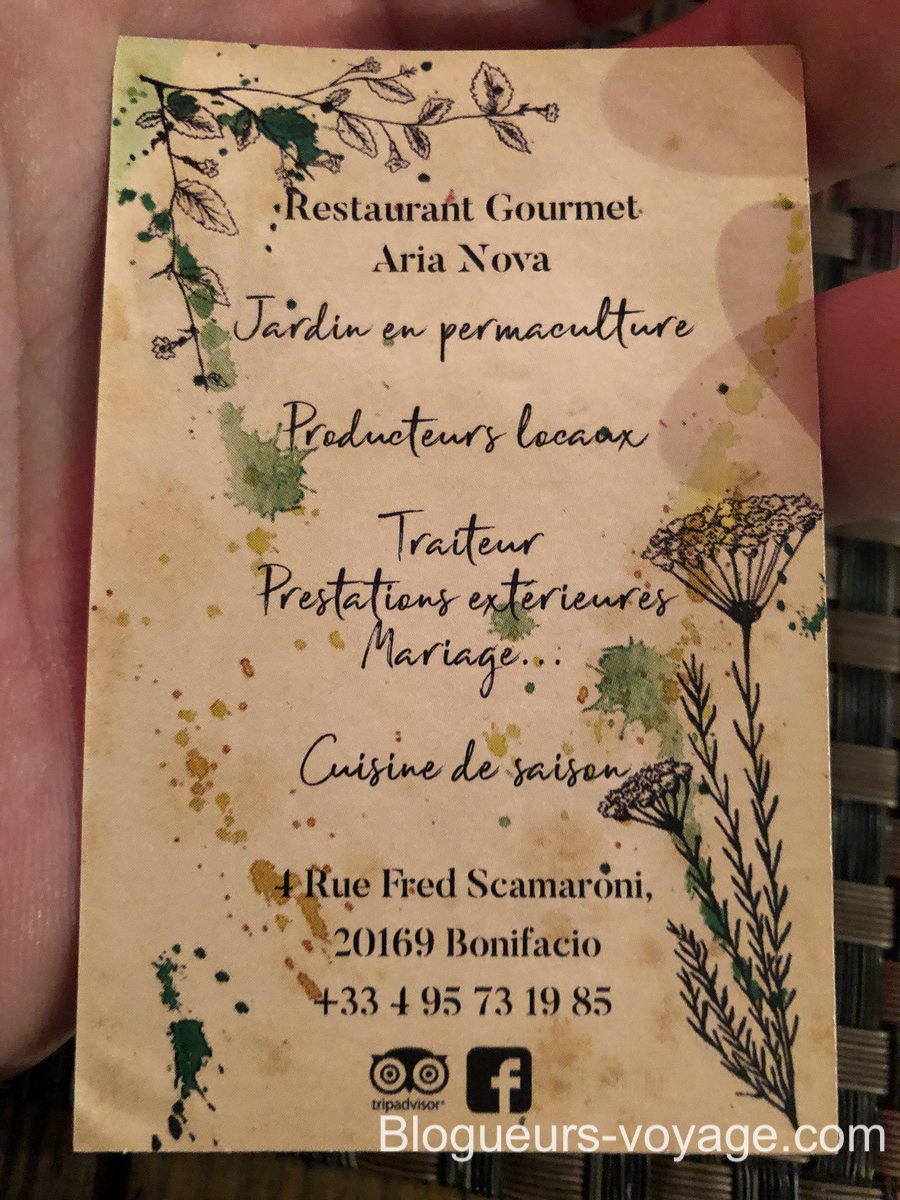 Restaurant Gourmet
Aria Nova
Jardin en permaculture
Producteurs locaux
Traiteur
Prestations extérieures
Mariage...
Cuisine de saison
4 Rue Fred Scamaroni,
20169 Bonifacio
+33 4 95 73 19 85
tripadvisor®
f
Blogueurs-voyage.com